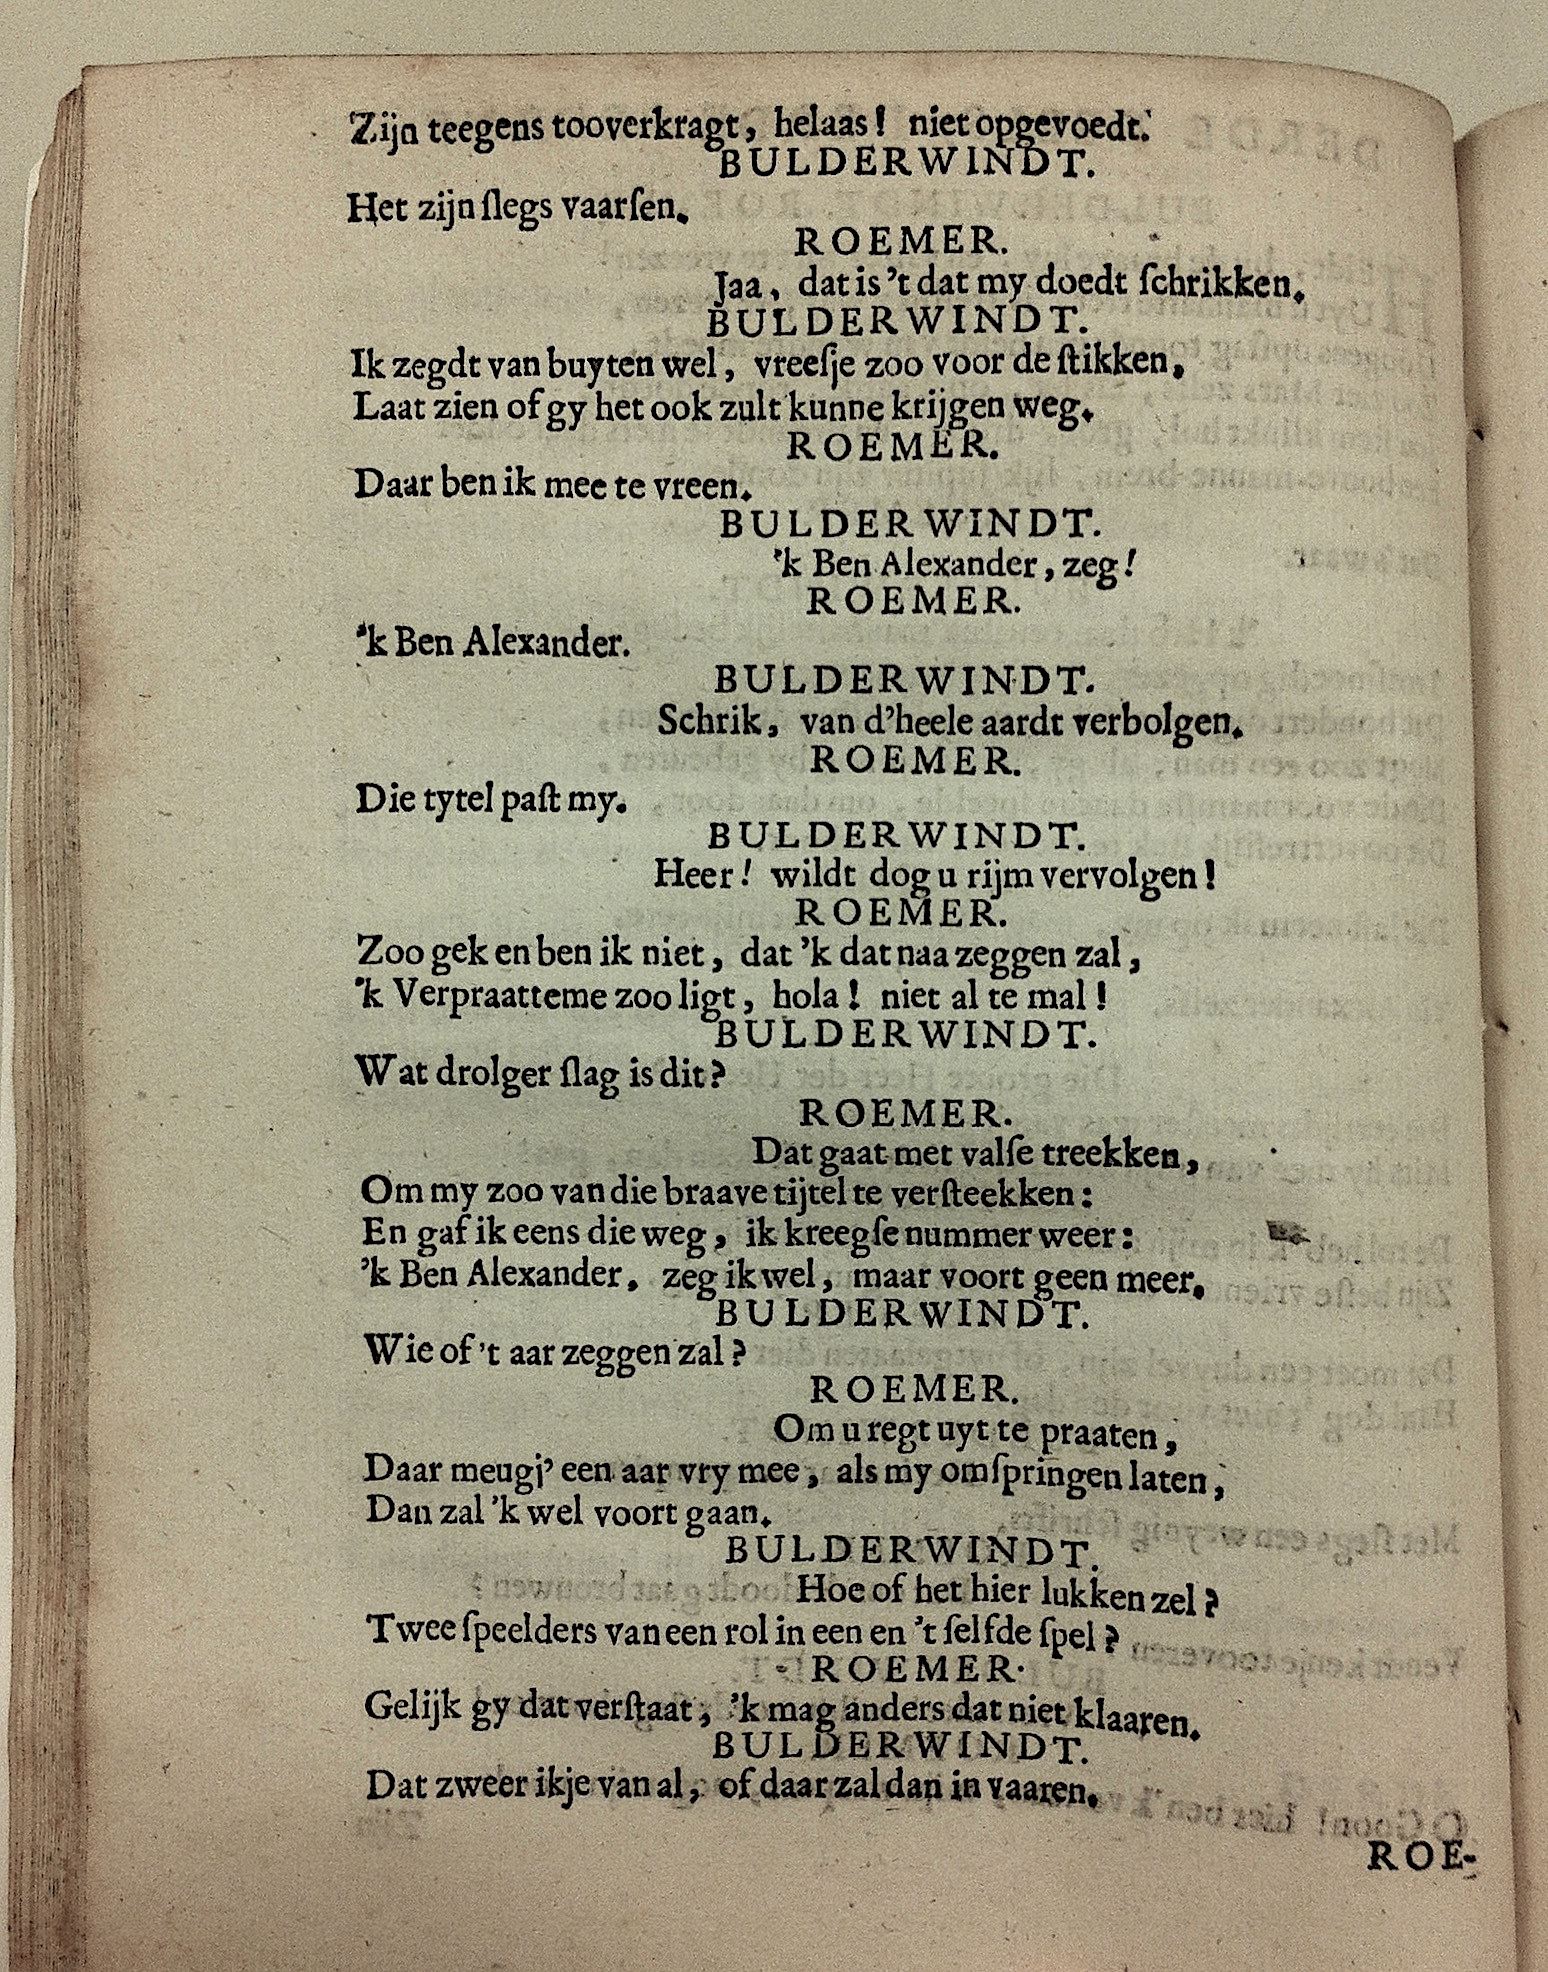 Zijn teegens tooverkragt, helaas! niet opgevoedt.
BULDERWINDT.
Het zijn ſlegs vaarſen.
ROEMER.
Jaa, dat is 't dat my doedt ſchrikken.
BULDERWINDT.
Ik zegdt van buyten wel, vreeſje zoo voor de ſtikken,
Laat zien of gy het ook zult kunne krijgen weg.
ROEMER.
Daar ben ik mee te vreen.
BULDERWINDT.
'k Ben Alexander, zeg!
ROEMER.
'k Ben Alexander.
BULDERWINDT.
Schrik, van d'heele aardt verbolgen.
ROEMER.
Die tytel paſt my.
BULDERWINDT.
Heer! wildt dog u rijm vervolgen!
ROEMER.
Zoo gek en ben ik niet, dat 'k dat naa zeggen zal,
'k Verpraatteme zoo ligt, hola! niet al te mal!
BULDERWINDT.
Wat drolger ſlag is dit?
ROEMER.
Dat gaat met valſe treekken,
Om my zoo van die braave tijtel te verſteekken:
En gaf ik eens die weg, ik kreegſe nummer weer:
'k Ben Alexander, zeg ik wel, maar voort geen meer.
BULDERWINDT.
Wie of 't aar zeggen zal?
ROEMER.
Om u regt uyt te praaten,
Daar meugj' een aar vry mee, als my omſpringen laten,
Dan zal 'k wel voort gaan.
BULDERWINDT.
Hoe of het hier lukken zel?
Twee ſpeelders van een rol in een en 't ſelfde ſpel?
ROEMER.
Gelijk gy dat verſtaat, 'k mag anders dat niet klaaren.
BULDERWINDT.
Dat zweer ikje van al, of daar zal dan in vaaren.
ROE-